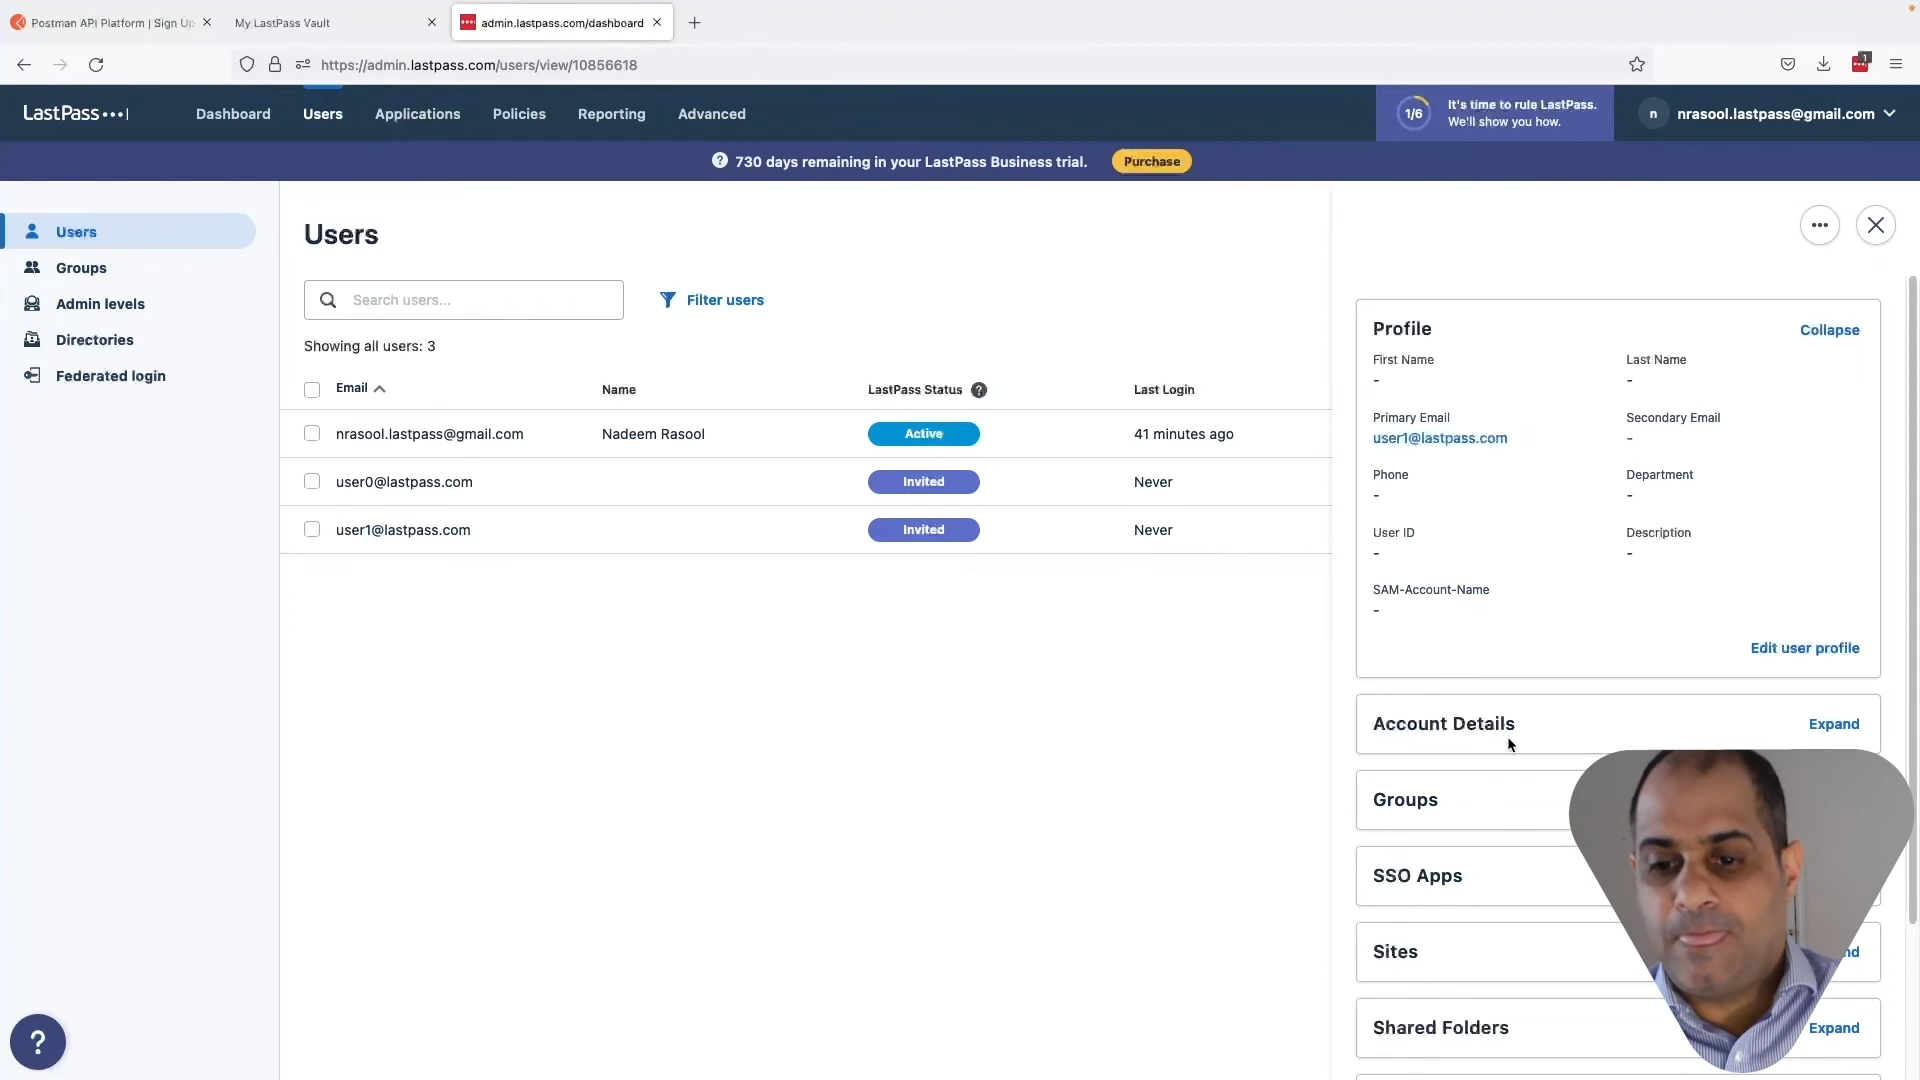 Postman API Platform | Sign Up
My LastPass Vault
admin.lastpass.com/dashboard
https://admin.lastpass.com/users/view/10856618
1
LastPass•••|
Dashboard
Users
Applications
Policies
Reporting
Advanced
1/6
It's time to rule LastPass.
We'll show you how.
n
nrasool.lastpass@gmail.com
730 days remaining in your LastPass Business trial.
Purchase
Users
Groups
Admin levels
Directories
Federated login
Users
Search users...
Filter users
Showing all users: 3
Email
Name
LastPass Status
Last Login
nrasool.lastpass@gmail.com
Nadeem Rasool
Active
41 minutes ago
user0@lastpass.com
Invited
Never
user1@lastpass.com
Invited
Never
Profile
Collapse
First Name
Last Name
-
-
Primary Email
Secondary Email
user1@lastpass.com
-
Phone
Department
-
-
User ID
Description
-
-
SAM-Account-Name
-
Edit user profile
Account Details
Expand
Groups
SSO Apps
Sites
nd
Shared Folders
Expand